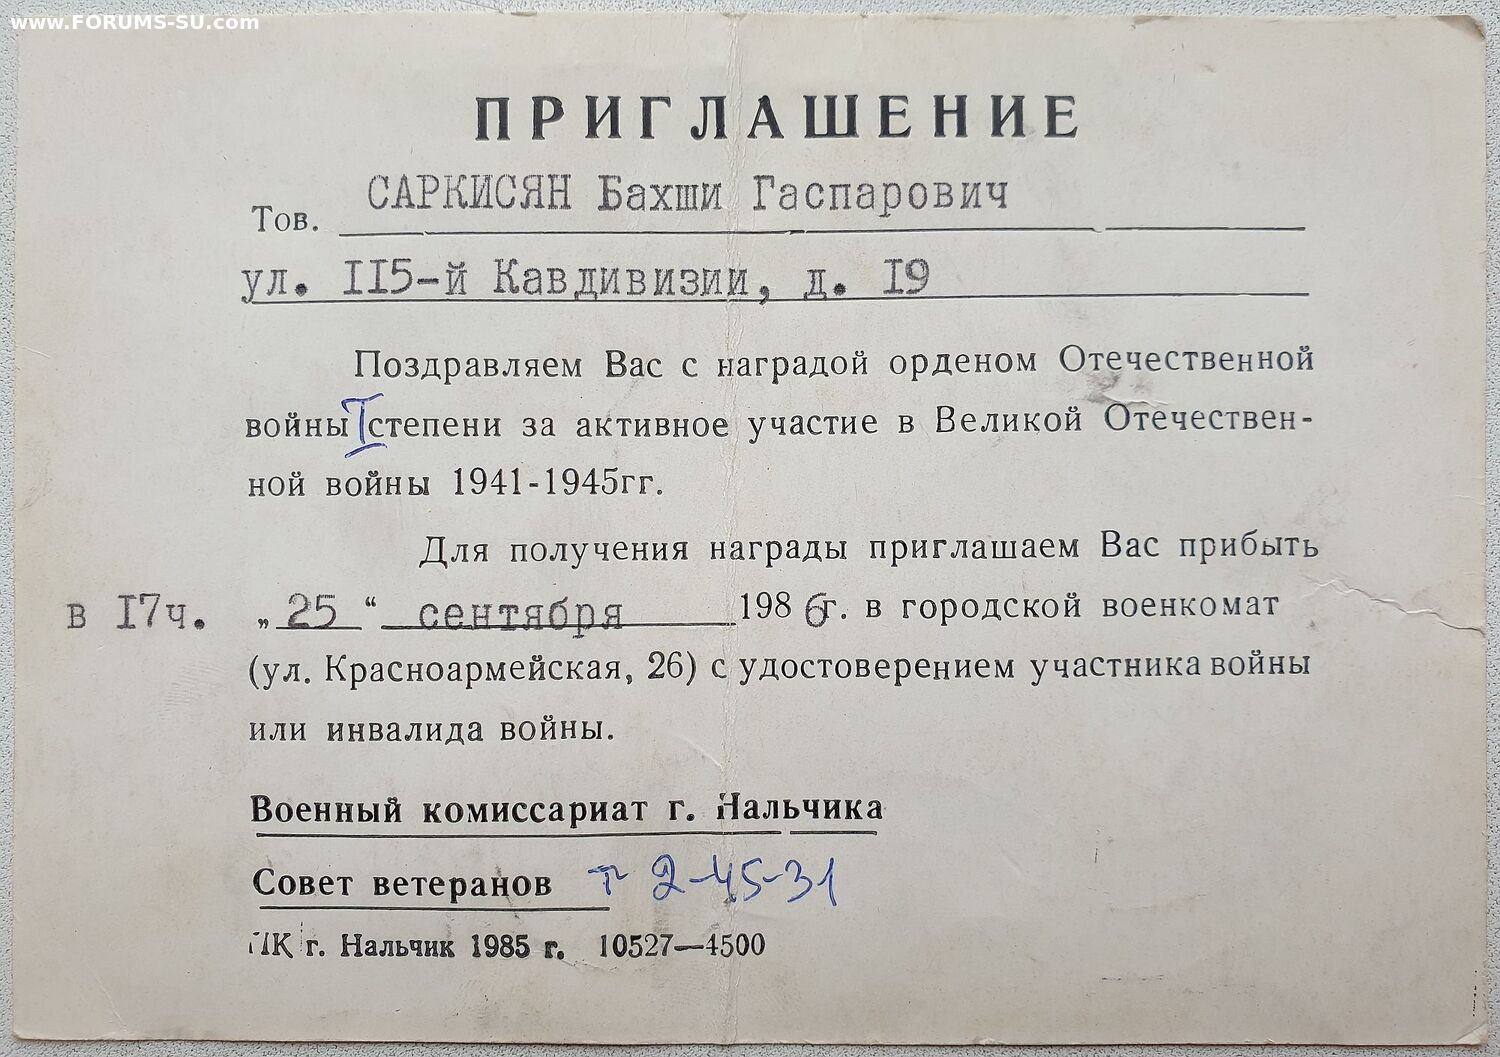 www.FORUMS-SU.com
ПРИГЛАШЕНИЕ
Тов. САРКИСЯН Бахши Гаспарович
ул. II5-й Кавдивизии, д. I9
Поздравляем Вас с наградой орденом Отечественной
войны I степени за активное участие в Великой Отечествен-
ной войны 1941-1945гг.
Для получения награды приглашаем Вас прибыть
в I7ч. „25“ сентября 1986г. в городской военкомат
(ул. Красноармейская, 26) с удостоверением участника войны
или инвалида войны.
Военный комиссариат г. Нальчика
Совет ветеранов т 2-45-31
ПК г. Нальчик 1985 г. 10527—4500